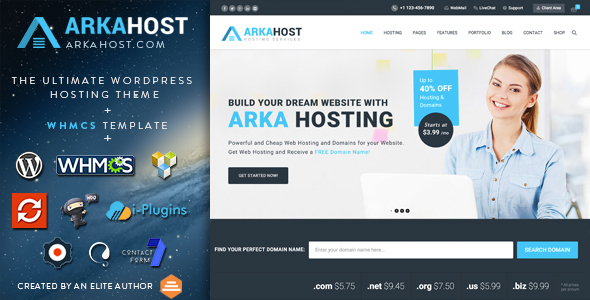 ARKAHOST
ARKAHOST.COM
THE ULTIMATE WORDPRESS
HOSTING THEME
+
WHMCS TEMPLATE
+
WHMCS
WOO
i-Plugins
CONTACT
FORM 7
CREATED BY AN ELITE AUTHOR
+1 123-456-7890
WebMail
LiveChat
Support
Client Area
ARKAHOST
HOSTING SERVICES
HOME HOSTING PAGES FEATURES PORTFOLIO BLOG CONTACT SHOP
BUILD YOUR DREAM WEBSITE WITH
ARKA HOSTING
Powerful and Cheap Web Hosting and Domains for your Website.
Get Web Hosting and Receive a FREE Domain Name!
GET STARTED NOW!
Up to
40% OFF
Hosting &
Domains
Starts at
$3.99 /mo
FIND YOUR PERFECT DOMAIN NAME:
Enter your domain name here...
SEARCH DOMAIN
.com $5.75
.net $9.45
.org $7.50
.us $5.99
.biz $9.99
* All prices
per annum